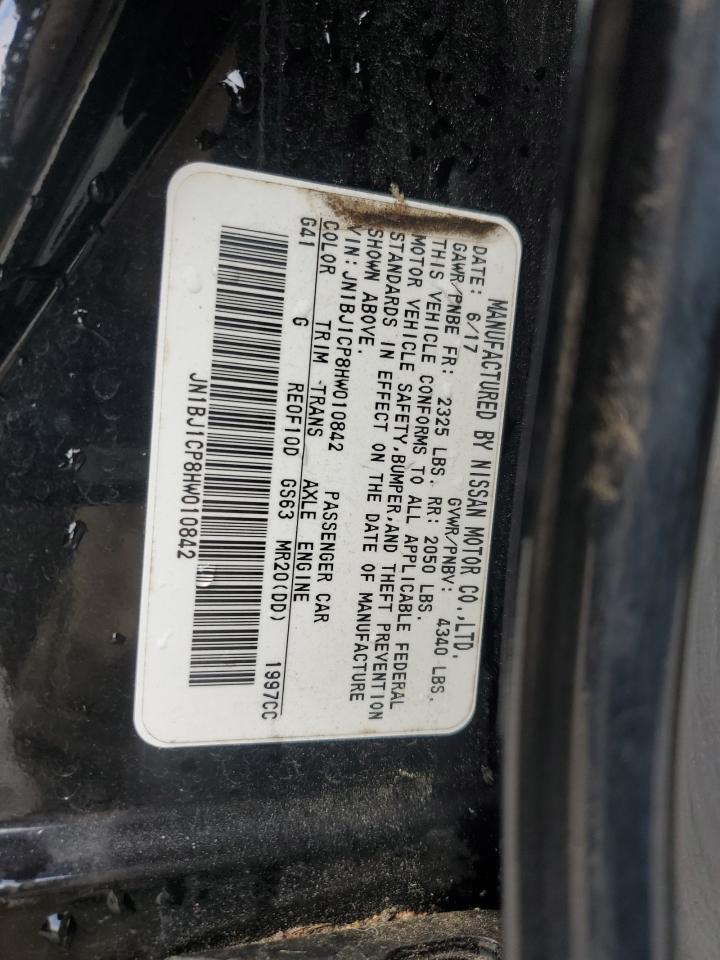 MANUFACTURED BY NISSAN MOTOR CO.,LTD.
DATE: 6/17 GVWR/PNBV: 4340 LBS.
GAWR/PNBE FR: 2325 LBS. RR: 2050 LBS.
THIS VEHICLE CONFORMS TO ALL APPLICABLE FEDERAL
MOTOR VEHICLE SAFETY,BUMPER,AND THEFT PREVENTION
STANDARDS IN EFFECT ON THE DATE OF MANUFACTURE
SHOWN ABOVE.
VIN: JN1BJ1CP8HW010842 PASSENGER CAR
COLOR TRIM TRANS AXLE ENGINE
G41 G RE0F10D GS63 MR20(DD) 1997CC
JN1BJ1CP8HW010842